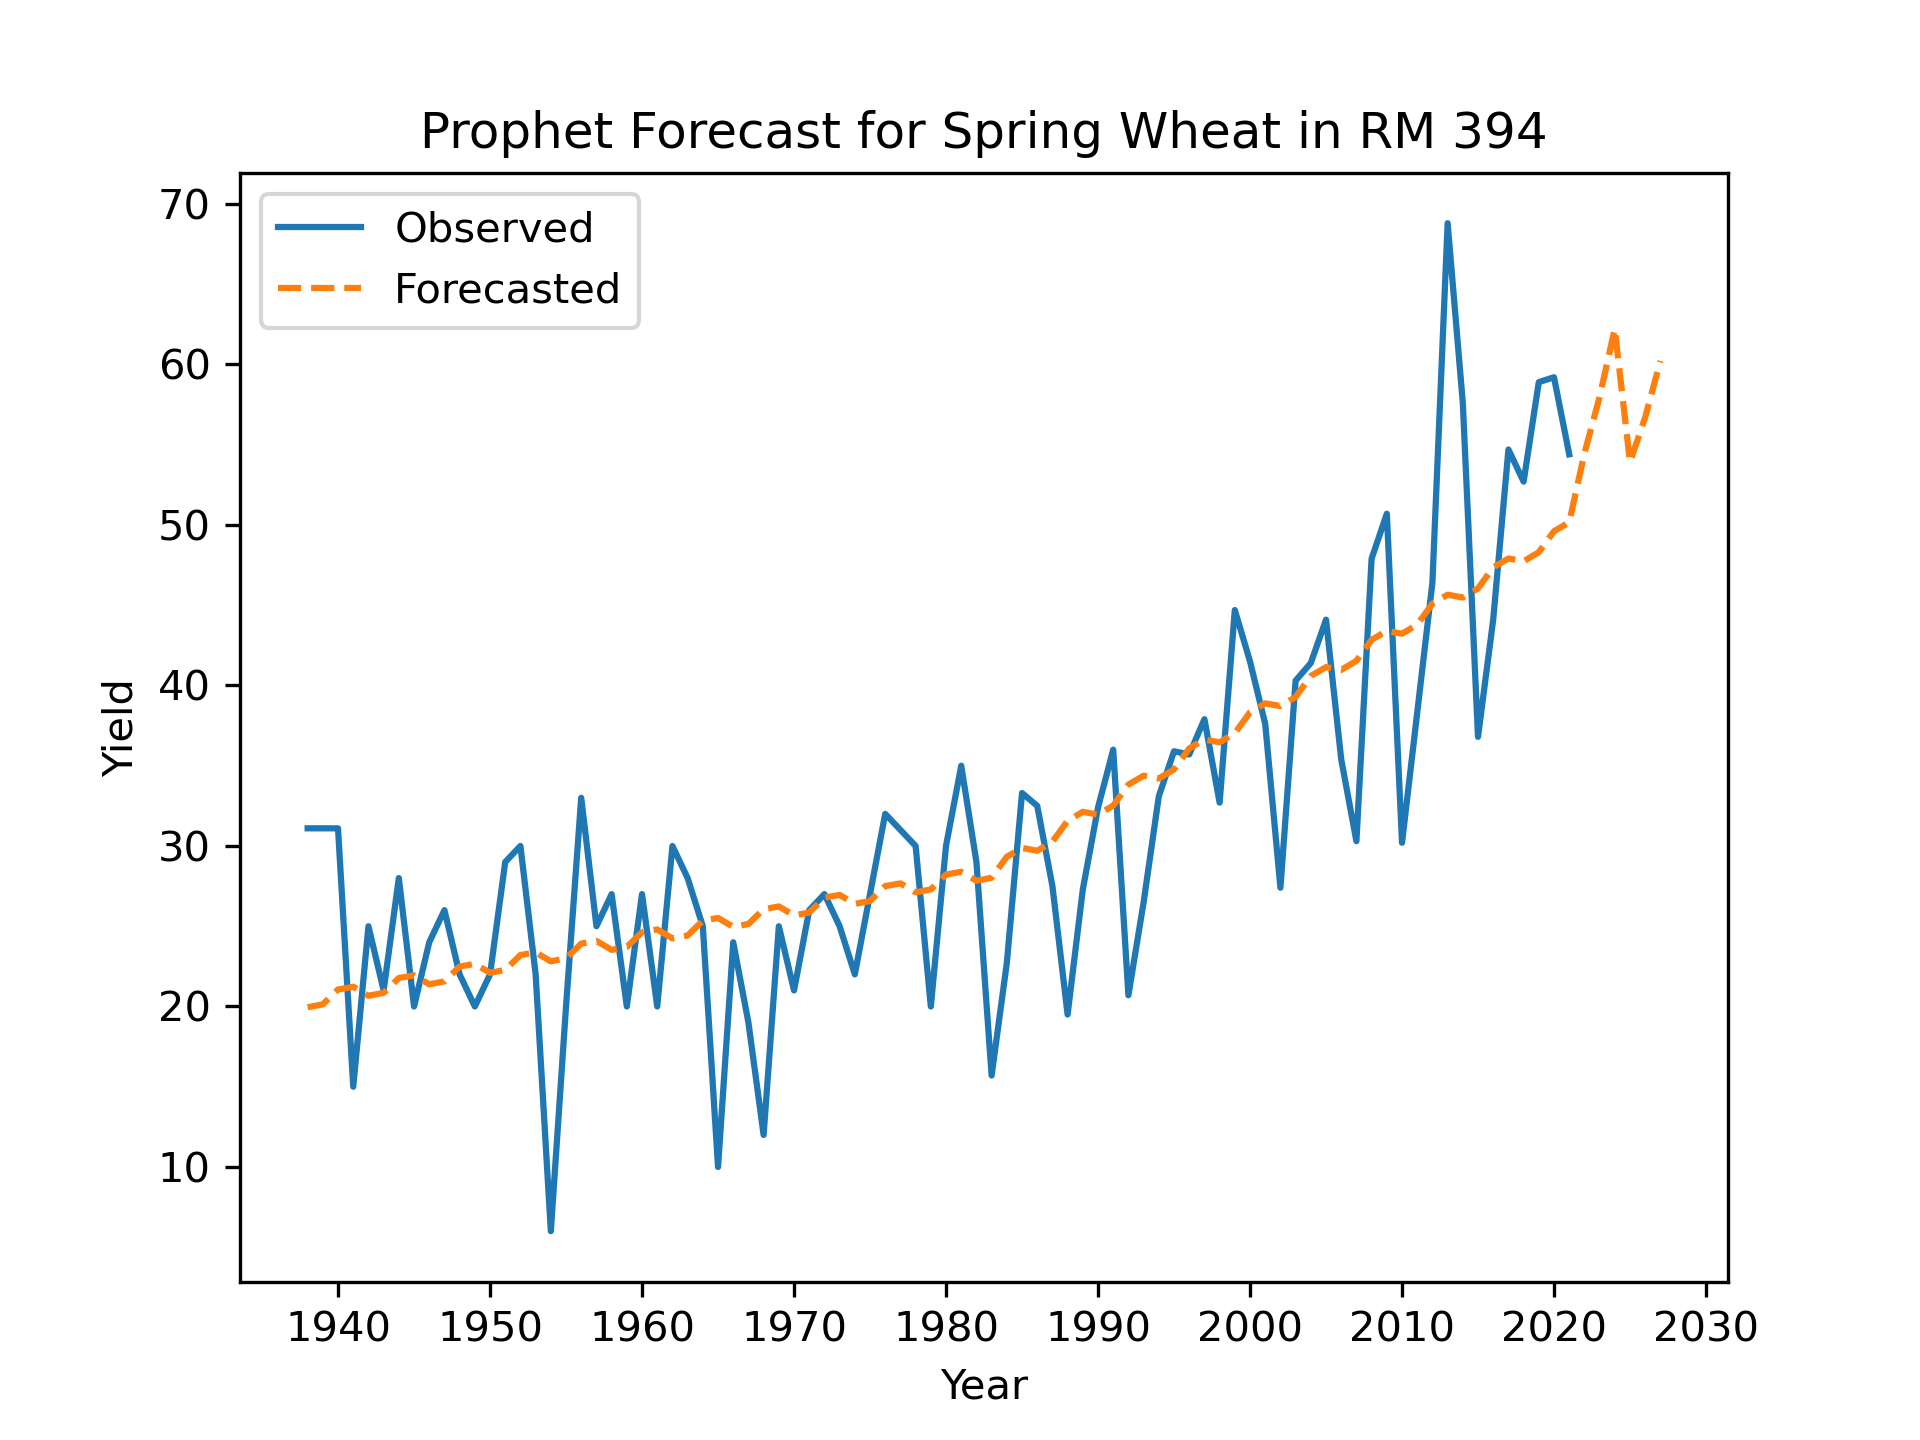 Prophet Forecast for Spring Wheat in RM 394
Observed
Forecasted
70
60
50
40
30
20
10
Yield
1940 1950 1960 1970 1980 1990 2000 2010 2020 2030
Year